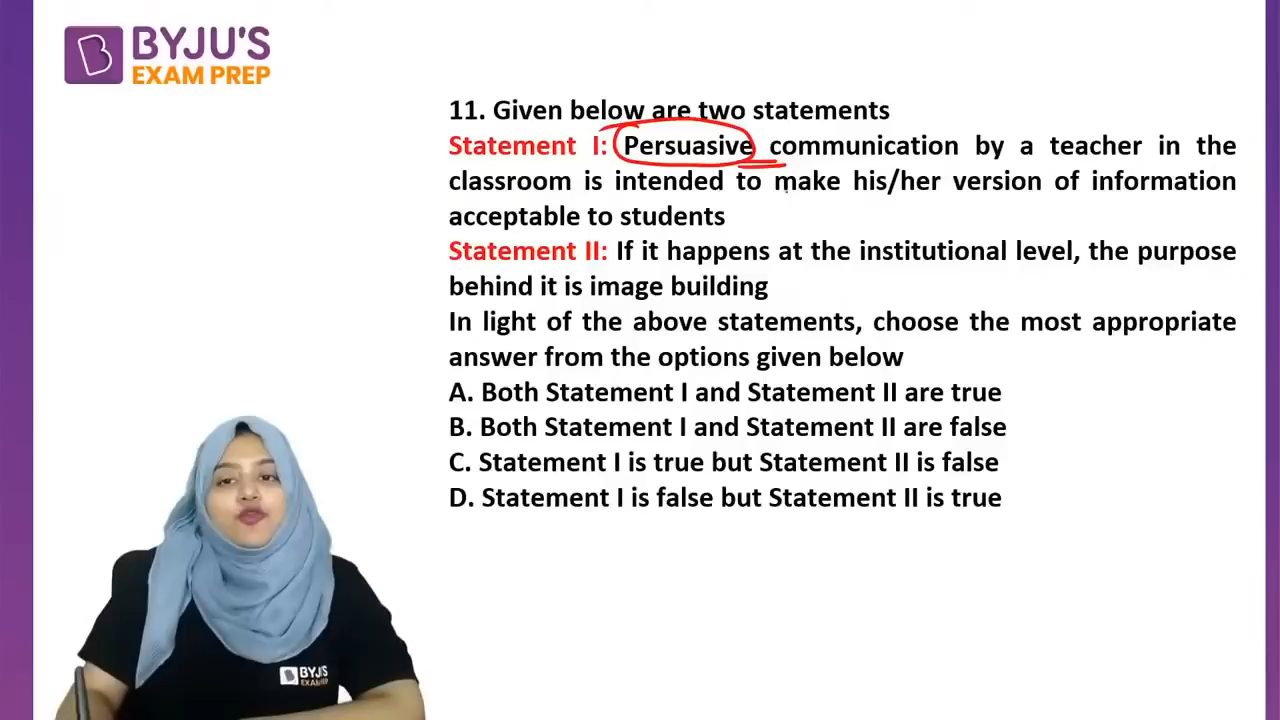 BYJU'S
EXAM PREP
11. Given below are two statements
Statement I: Persuasive communication by a teacher in the
classroom is intended to make his/her version of information
acceptable to students
Statement II: If it happens at the institutional level, the purpose
behind it is image building
In light of the above statements, choose the most appropriate
answer from the options given below
A. Both Statement I and Statement II are true
B. Both Statement I and Statement II are false
C. Statement I is true but Statement II is false
D. Statement I is false but Statement II is true
BYJU'S
EXAM PREP